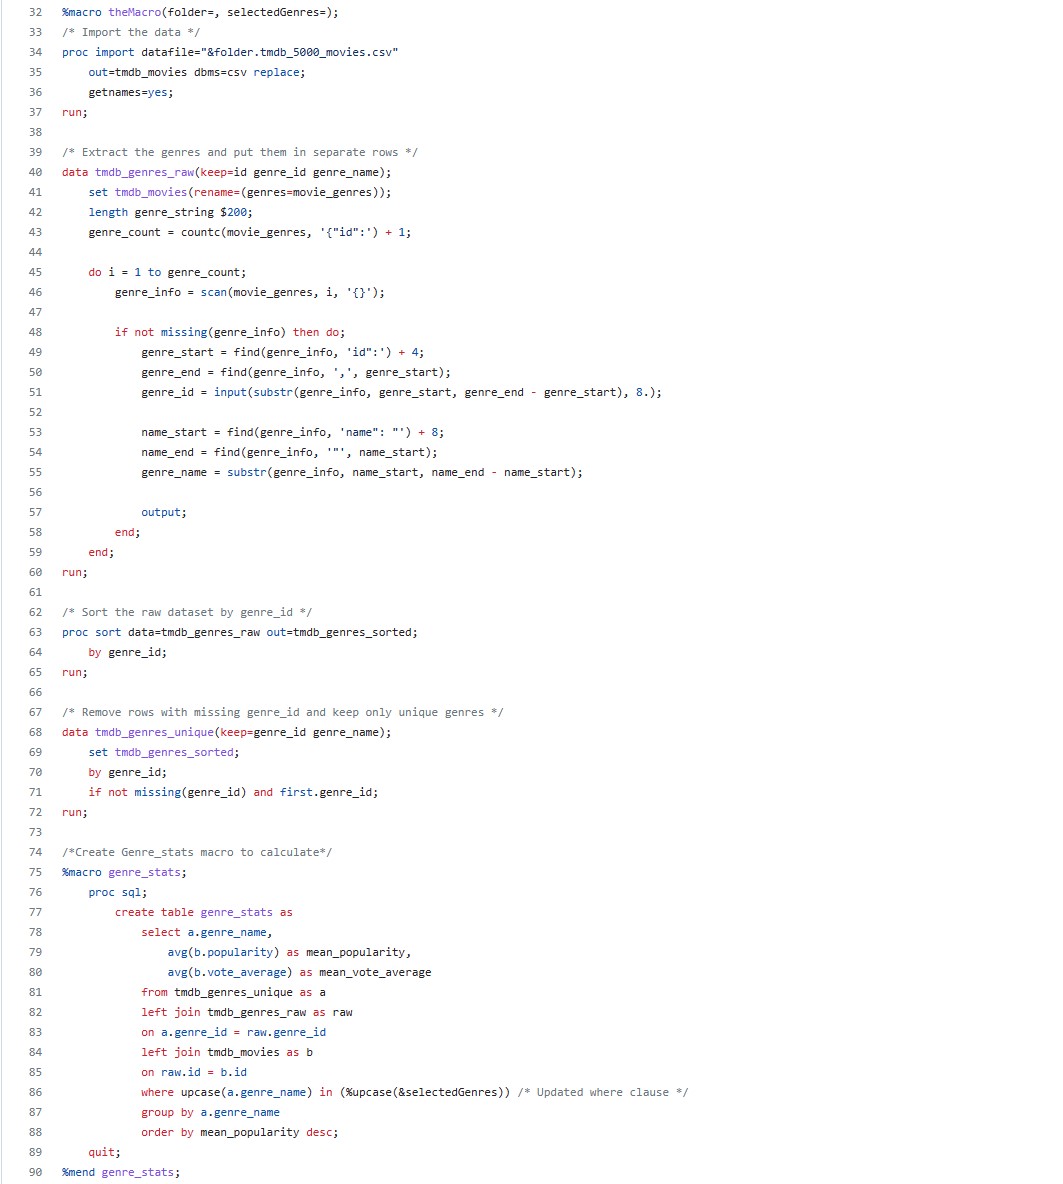 32 %macro theMacro(folder=, selectedGenres=);
33 /* Import the data */
34 proc import datafile="&folder.tmdb_5000_movies.csv"
35     out=tmdb_movies dbms=csv replace;
36     getnames=yes;
37 run;
38
39 /* Extract the genres and put them in separate rows */
40 data tmdb_genres_raw(keep=id genre_id genre_name);
41     set tmdb_movies(rename=(genres=movie_genres));
42     length genre_string $200;
43     genre_count = countc(movie_genres, '{"id":') + 1;
44
45     do i = 1 to genre_count;
46         genre_info = scan(movie_genres, i, '{}');
47
48         if not missing(genre_info) then do;
49             genre_start = find(genre_info, 'id":') + 4;
50             genre_end = find(genre_info, ',', genre_start);
51             genre_id = input(substr(genre_info, genre_start, genre_end - genre_start), 8.);
52
53             name_start = find(genre_info, 'name": "') + 8;
54             name_end = find(genre_info, '"', name_start);
55             genre_name = substr(genre_info, name_start, name_end - name_start);
56
57             output;
58         end;
59     end;
60 run;
61
62 /* Sort the raw dataset by genre_id */
63 proc sort data=tmdb_genres_raw out=tmdb_genres_sorted;
64     by genre_id;
65 run;
66
67 /* Remove rows with missing genre_id and keep only unique genres */
68 data tmdb_genres_unique(keep=genre_id genre_name);
69     set tmdb_genres_sorted;
70     by genre_id;
71     if not missing(genre_id) and first.genre_id;
72 run;
73
74 /*Create Genre_stats macro to calculate*/
75 %macro genre_stats;
76     proc sql;
77         create table genre_stats as
78             select a.genre_name,
79                 avg(b.popularity) as mean_popularity,
80                 avg(b.vote_average) as mean_vote_average
81             from tmdb_genres_unique as a
82             left join tmdb_genres_raw as raw
83             on a.genre_id = raw.genre_id
84             left join tmdb_movies as b
85             on raw.id = b.id
86             where upcase(a.genre_name) in (%upcase(&selectedGenres)) /* Updated where clause */
87             group by a.genre_name
88             order by mean_popularity desc;
89     quit;
90 %mend genre_stats;